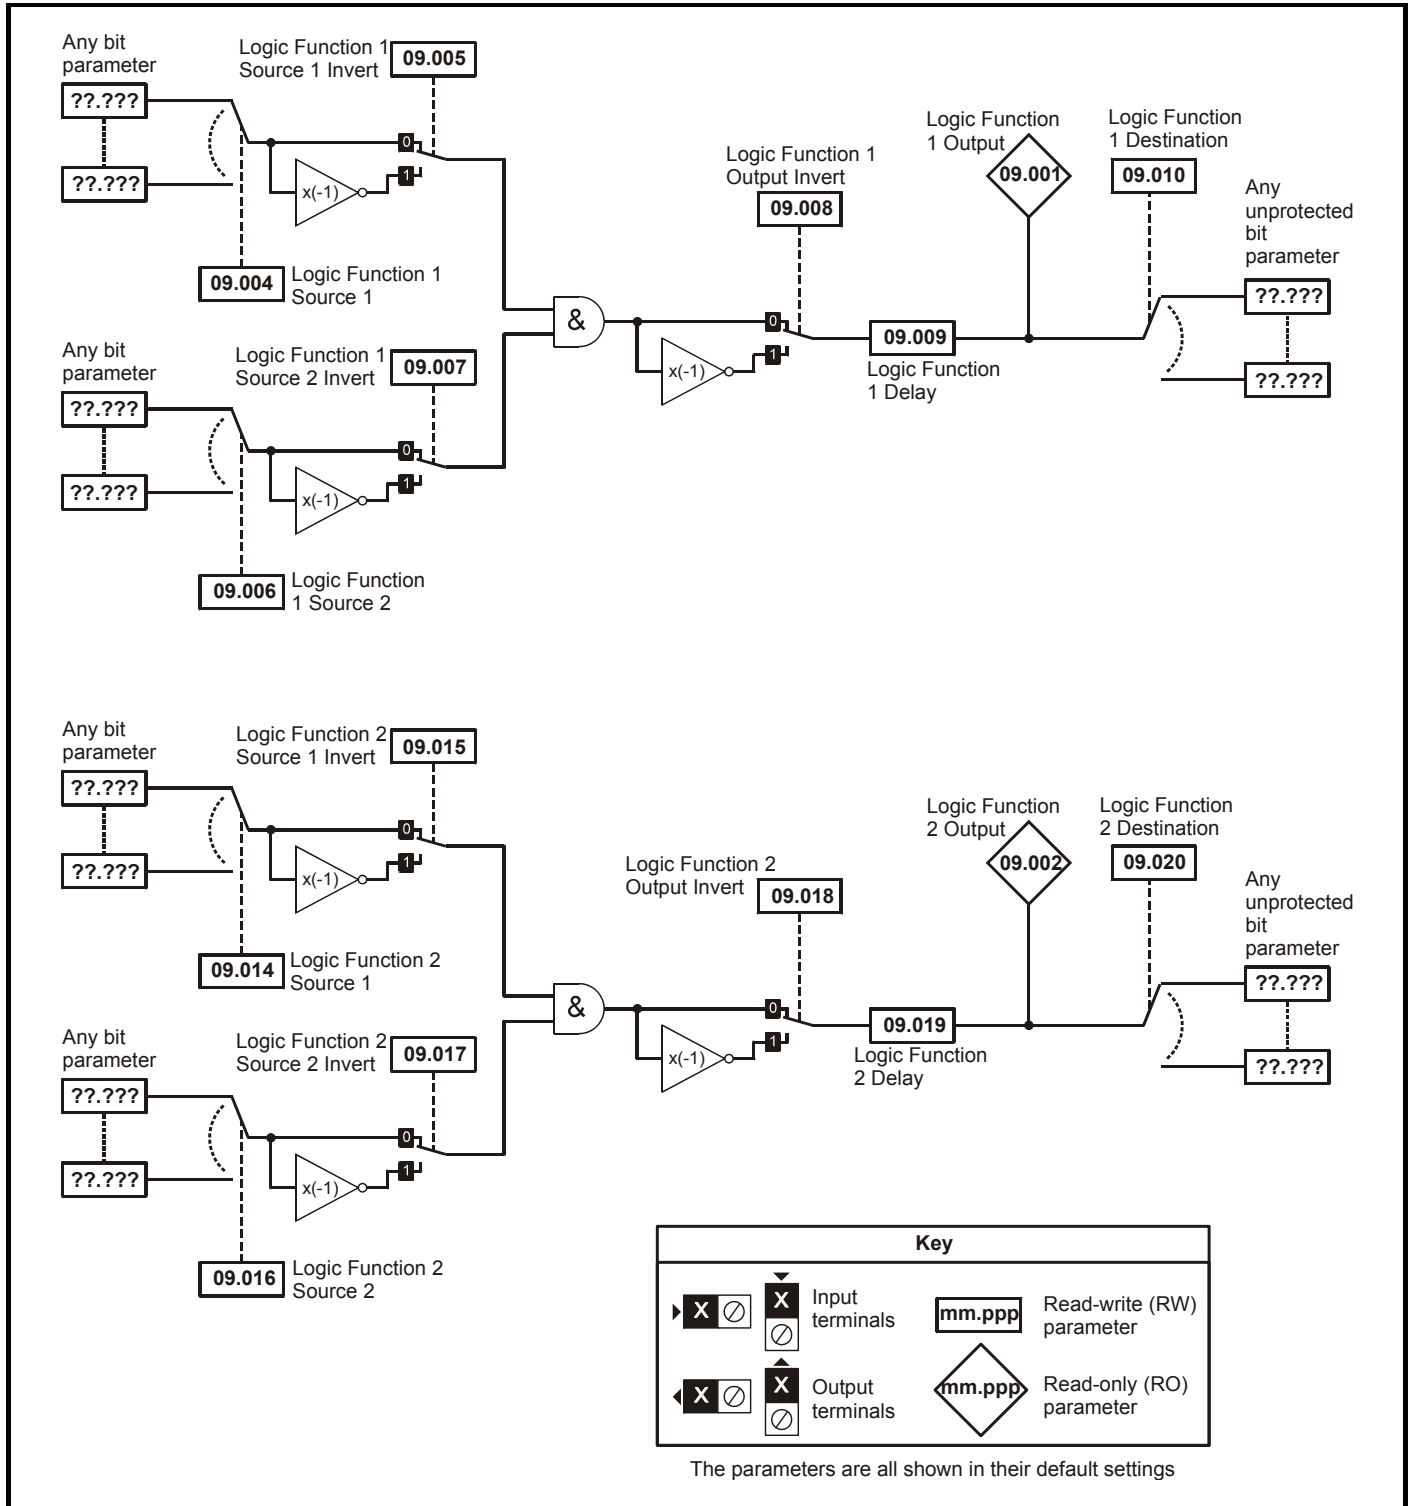 Any bit
parameter
??.???
??.???
Logic Function 1
Source 1 Invert
09.005
0
1
x(-1)
09.004
Logic Function 1
Source 1
Any bit
parameter
??.???
??.???
Logic Function 1
Source 2 Invert
09.007
0
1
x(-1)
09.006
Logic Function
1 Source 2
&
Logic Function 1
Output Invert
09.008
0
1
x(-1)
09.009
Logic Function
1 Delay
Logic Function
1 Output
09.001
Logic Function
1 Destination
09.010
Any
unprotected
bit
parameter
??.???
??.???
Any bit
parameter
??.???
??.???
Logic Function 2
Source 1 Invert
09.015
0
1
x(-1)
09.014
Logic Function 2
Source 1
Any bit
parameter
??.???
??.???
Logic Function 2
Source 2 Invert
09.017
0
1
x(-1)
09.016
Logic Function 2
Source 2
&
Logic Function 2
Output Invert
09.018
0
1
x(-1)
09.019
Logic Function
2 Delay
Logic Function
2 Output
09.002
Logic Function
2 Destination
09.020
Any
unprotected
bit
parameter
??.???
??.???
Key
X
X
Input
terminals
mm.ppp
Read-write (RW)
parameter
X
X
Output
terminals
mm.ppp
Read-only (RO)
parameter
The parameters are all shown in their default settings